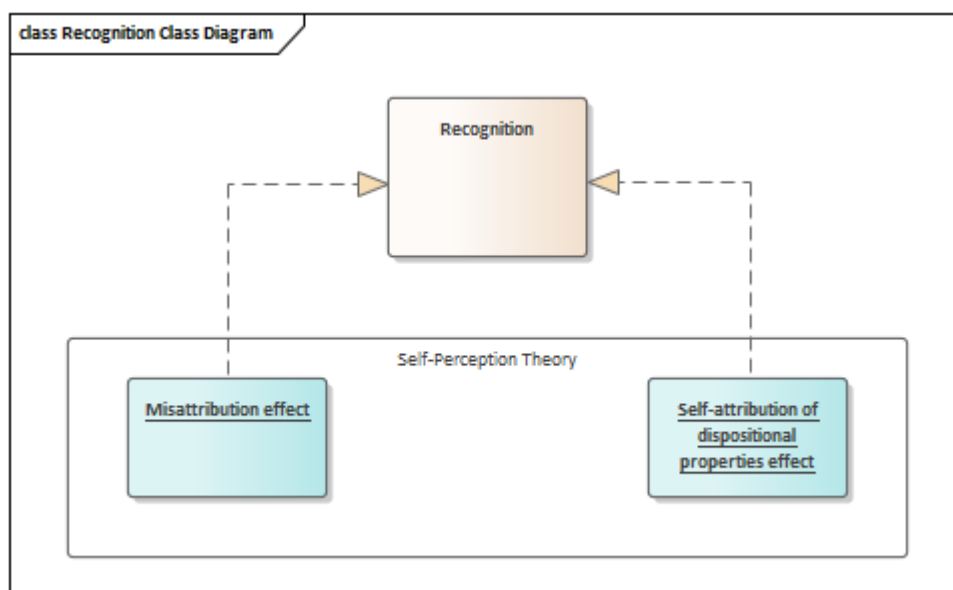 class Recognition Class Diagram
Recognition
Self-Perception Theory
Misattribution effect
Self-attribution of
dispositional
properties effect